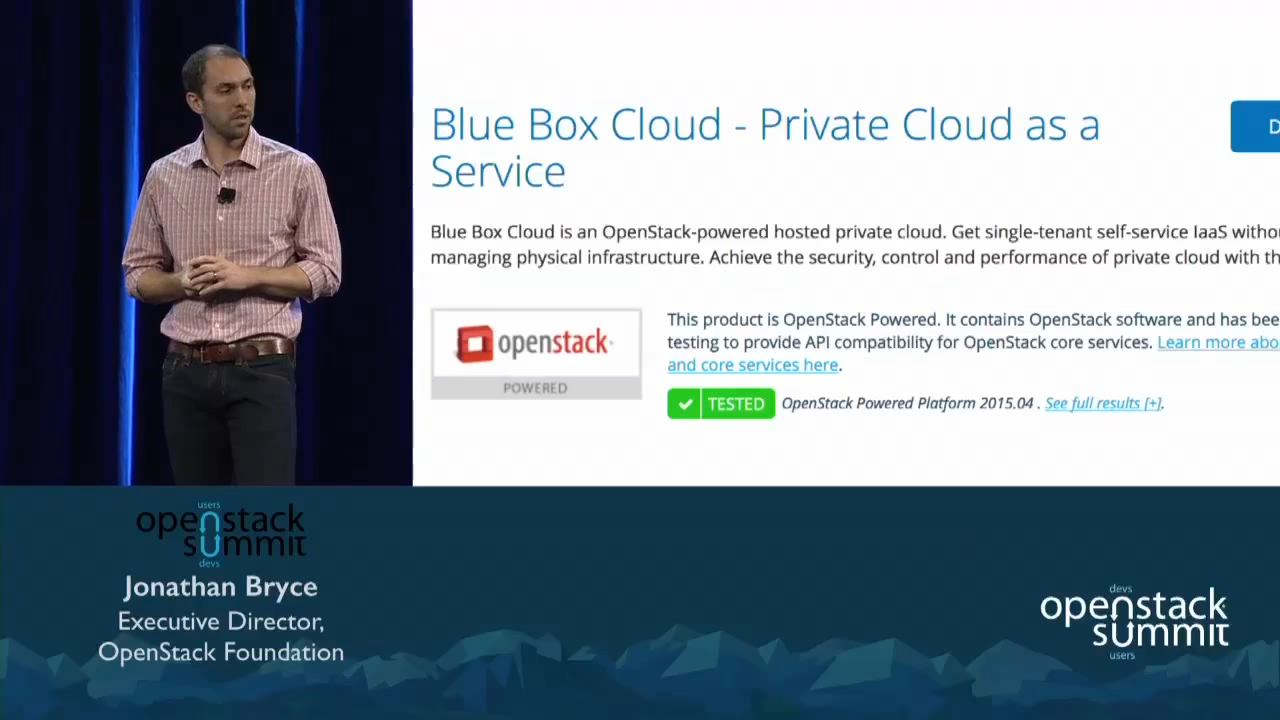 Blue Box Cloud - Private Cloud as a
Service
D
Blue Box Cloud is an OpenStack-powered hosted private cloud. Get single-tenant self-service IaaS witho
managing physical infrastructure. Achieve the security, control and performance of private cloud with th
openstack
POWERED
This product is OpenStack Powered. It contains OpenStack software and has bee
testing to provide API compatibility for OpenStack core services. Learn more abo
and core services here.
TESTED OpenStack Powered Platform 2015.04 . See full results [+].
users
openstack
summit
devs
Jonathan Bryce
Executive Director,
OpenStack Foundation
devs
openstack
summit
users